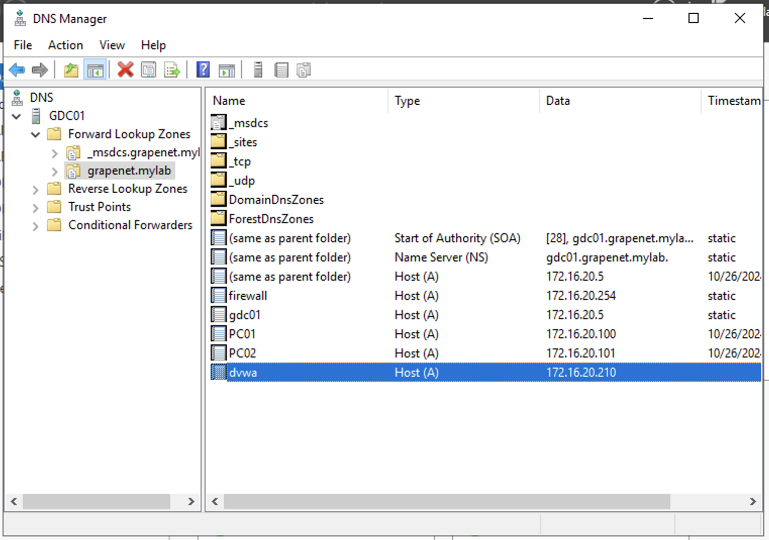 DNS Manager
File Action View Help
DNS
GDC01
Forward Lookup Zones
_msdcs.grapenet.myl
grapenet.mylab
Reverse Lookup Zones
Trust Points
Conditional Forwarders
Name Type Data Timestam
_msdcs
_sites
_tcp
_udp
DomainDnsZones
ForestDnsZones
(same as parent folder) Start of Authority (SOA) [28], gdc01.grapenet.myla... static
(same as parent folder) Name Server (NS) gdc01.grapenet.mylab. static
(same as parent folder) Host (A) 172.16.20.5 10/26/202
firewall Host (A) 172.16.20.254 static
gdc01 Host (A) 172.16.20.5 static
PC01 Host (A) 172.16.20.100 10/26/202
PC02 Host (A) 172.16.20.101 10/26/202
dvwa Host (A) 172.16.20.210